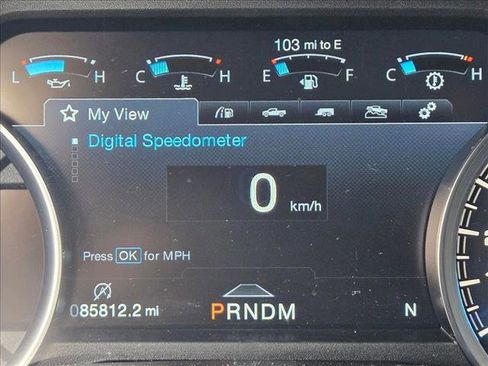 103 mi to E
L H C H E F C H
My View
Digital Speedometer
0 km/h
Press OK for MPH
085812.2 mi PRNDM N